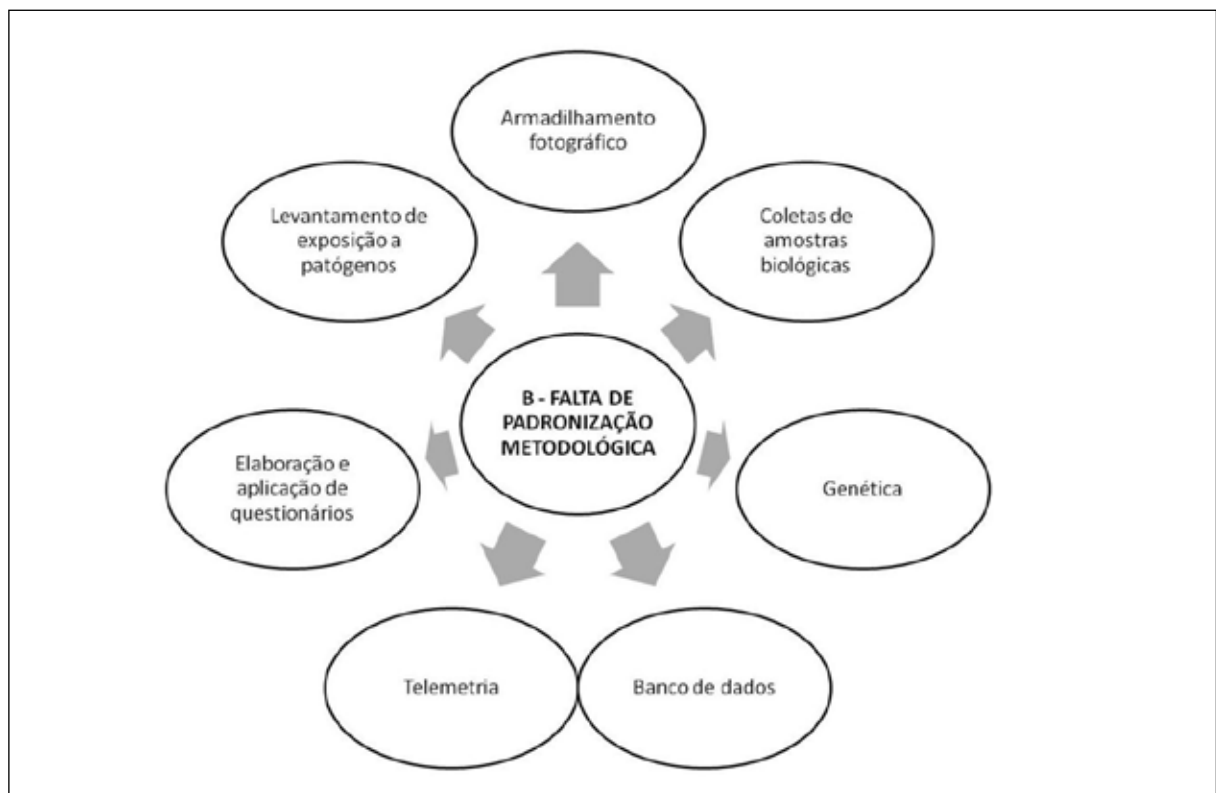 Armadilhamento
fotográfico
Levantamento de
exposição a
patógenos
Coletas de
amostras
biológicas
B - FALTA DE
PADRONIZAÇÃO
METODOLÓGICA
Elaboração e
aplicação de
questionários
Genética
Telemetria
Banco de dados